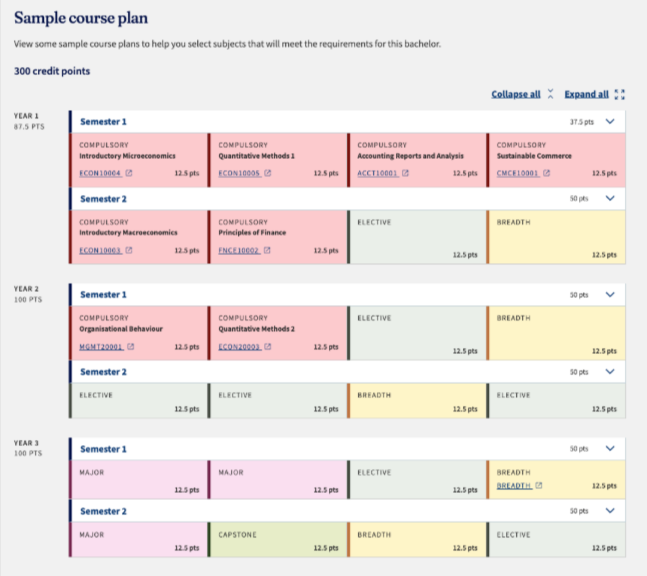 Sample course plan
View some sample course plans to help you select subjects that will meet the requirements for this bachelor.
300 credit points
Collapse all Expand all
YEAR 1
87.5 PTS
Semester 1 37.5 pts
COMPULSORY COMPULSORY COMPULSORY COMPULSORY
Introductory Microeconomics Quantitative Methods 1 Accounting Reports and Analysis Sustainable Commerce
ECON10004 12.5 pts ECON10005 12.5 pts ACCT10001 12.5 pts CMCE10001 12.5 pts
Semester 2 50 pts
COMPULSORY COMPULSORY ELECTIVE BREADTH
Introductory Macroeconomics Principles of Finance
ECON10003 12.5 pts FNCE10002 12.5 pts 12.5 pts 12.5 pts
YEAR 2
100 PTS
Semester 1 50 pts
COMPULSORY COMPULSORY ELECTIVE BREADTH
Organisational Behaviour Quantitative Methods 2
MGMT20001 12.5 pts ECON20003 12.5 pts 12.5 pts 12.5 pts
Semester 2 50 pts
ELECTIVE ELECTIVE BREADTH ELECTIVE
12.5 pts 12.5 pts 12.5 pts 12.5 pts
YEAR 3
100 PTS
Semester 1 50 pts
MAJOR MAJOR ELECTIVE BREADTH
BREADTH
12.5 pts 12.5 pts 12.5 pts 12.5 pts
Semester 2 50 pts
MAJOR CAPSTONE BREADTH ELECTIVE
12.5 pts 12.5 pts 12.5 pts 12.5 pts